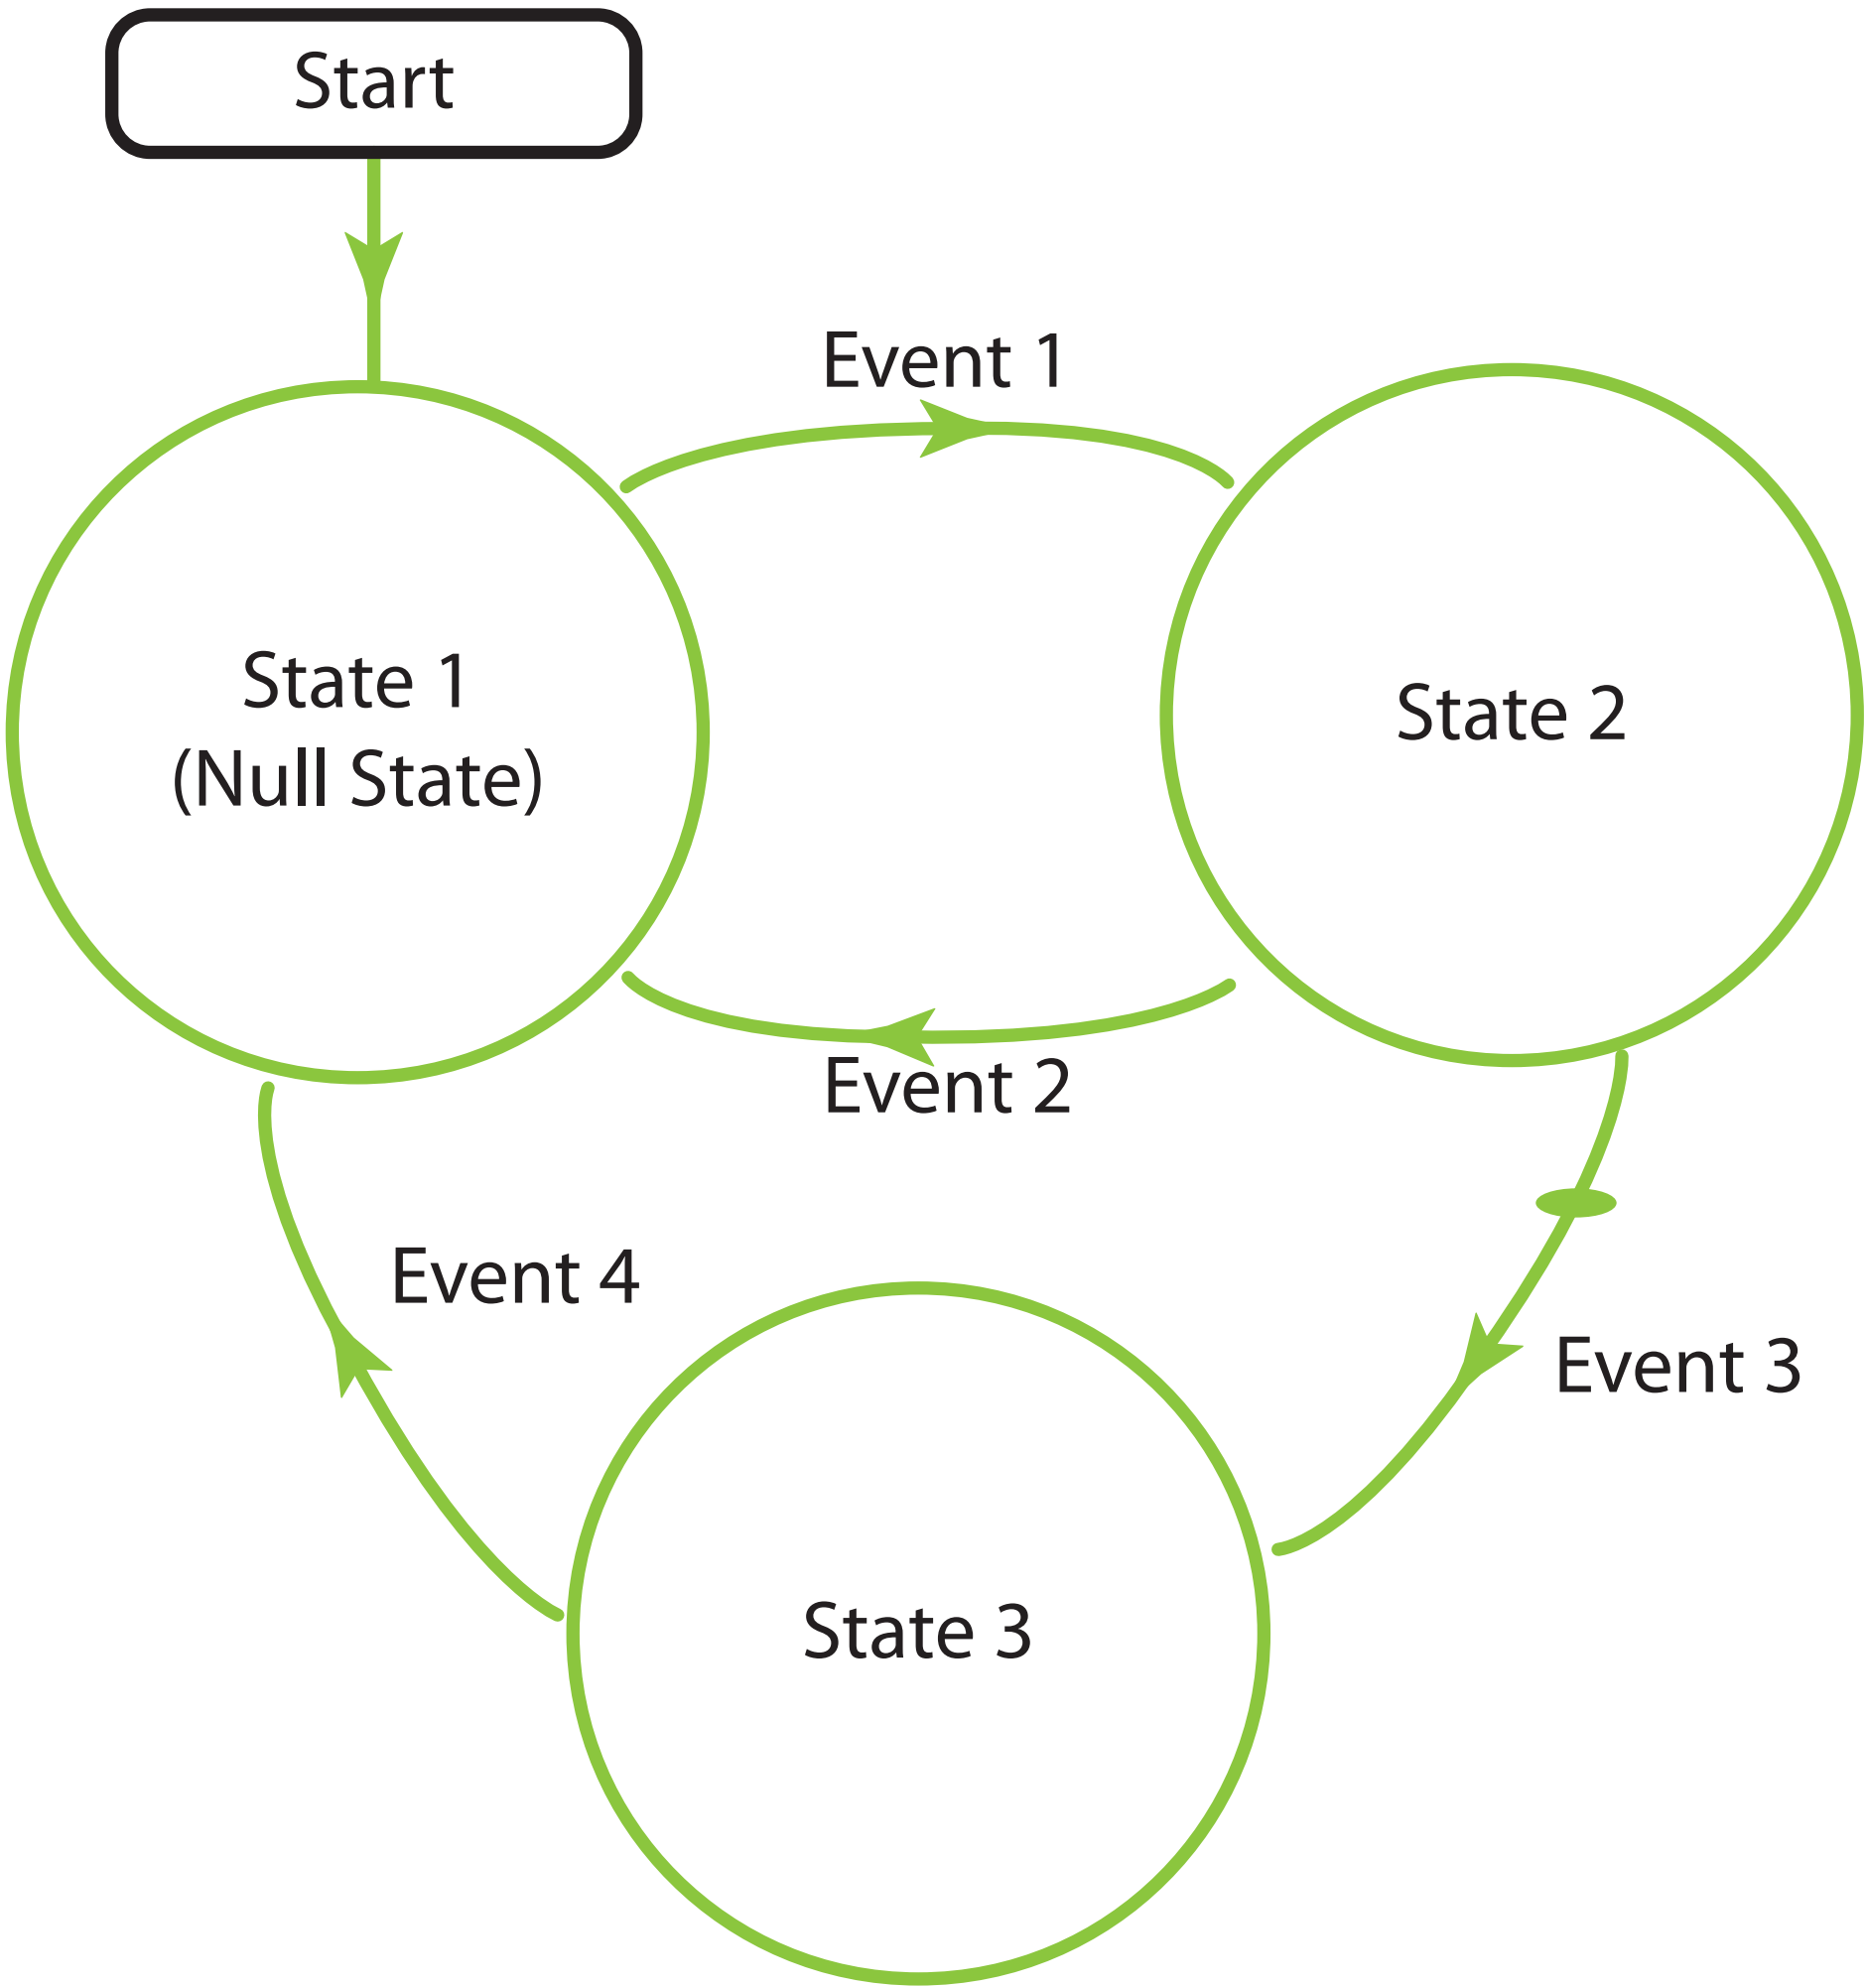 Start
Event 1
State 1
(Null State)
State 2
Event 2
Event 4
Event 3
State 3